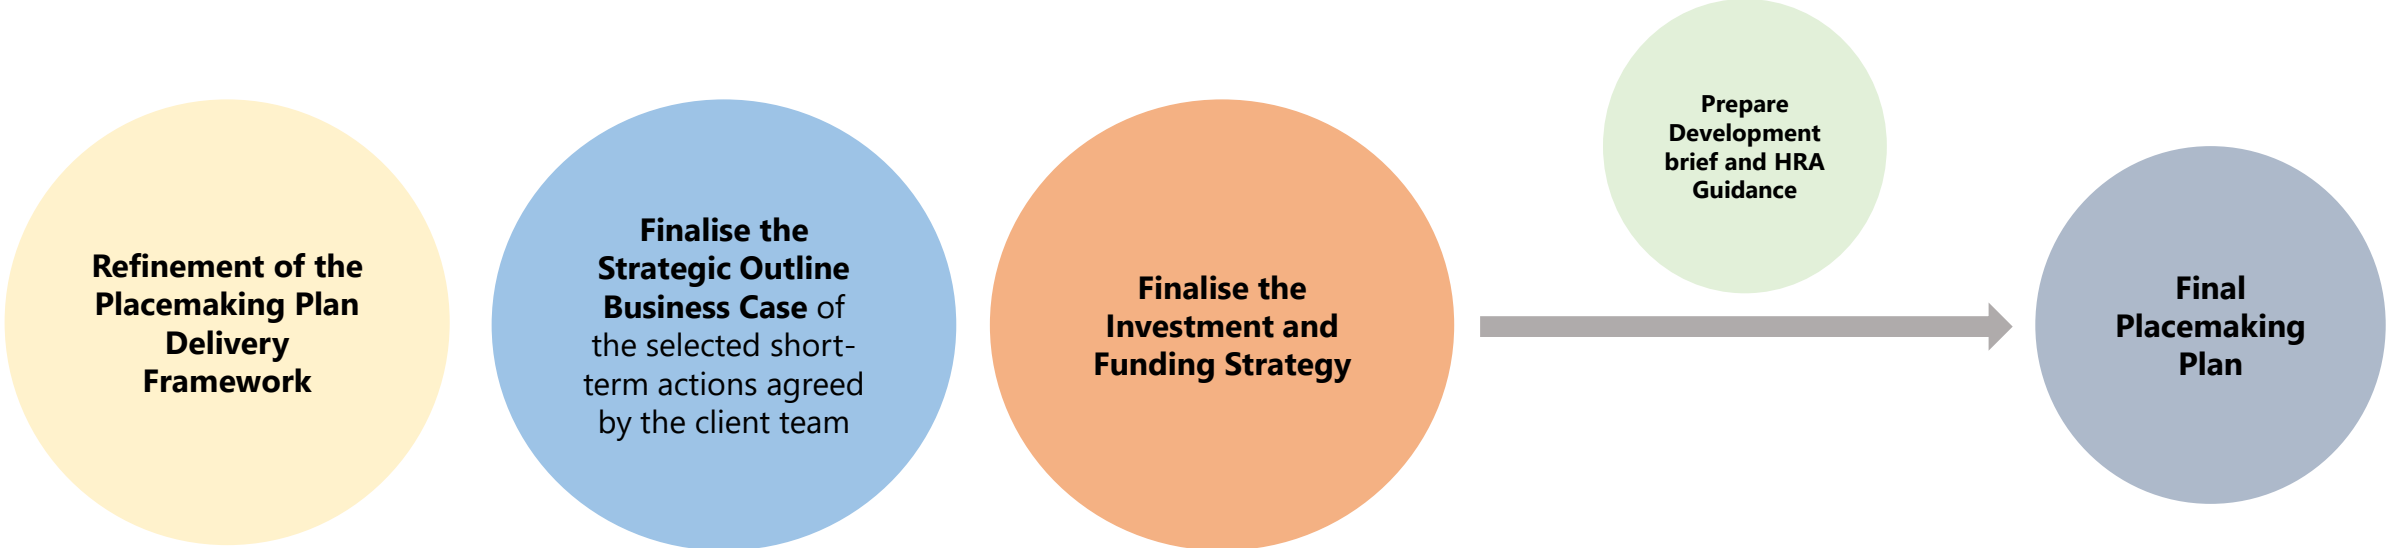 Refinement of the
Placemaking Plan
Delivery
Framework
Finalise the
Strategic Outline
Business Case of
the selected short-
term actions agreed
by the client team
Finalise the
Investment and
Funding Strategy
Prepare
Development
brief and HRA
Guidance
Final
Placemaking
Plan